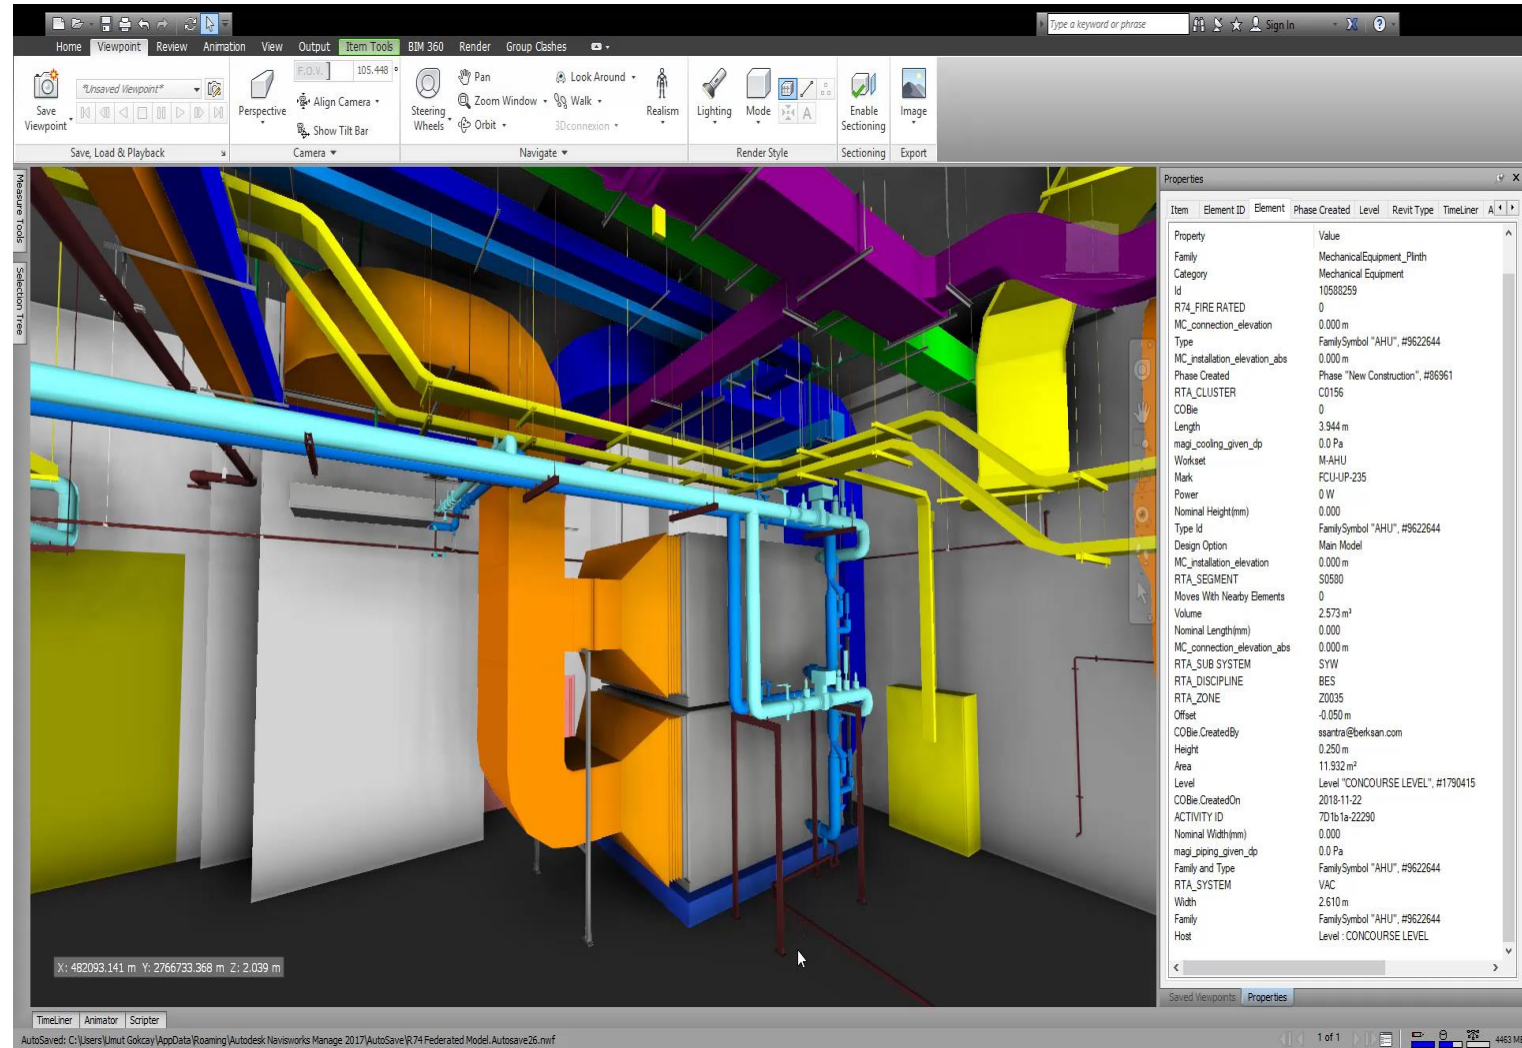 Type a keyword or phrase
Sign In
Home Viewpoint Review Animation View Output Item Tools BIM 360 Render Group Clashes
Save Viewpoint
*Unsaved Viewpoint*
Save, Load & Playback
Perspective
F.O.V. 105.448 °
Align Camera
Show Tilt Bar
Camera
Steering Wheels
Pan
Zoom Window
Orbit
Look Around
Walk
3Dconnexion
Realism
Navigate
Lighting
Mode
A
Render Style
Enable Sectioning
Sectioning
Image
Export
Measure Tools
Selection Tree
Properties
Item Element ID Element Phase Created Level Revit Type TimeLiner A
Property Value
Family MechanicalEquipment_Plinth
Category Mechanical Equipment
Id 10588259
R74_FIRE RATED 0
MC_connection_elevation 0.000 m
Type FamilySymbol "AHU", #9622644
MC_installation_elevation_abs 0.000 m
Phase Created Phase "New Construction", #86961
RTA_CLUSTER C0156
COBie 0
Length 3.944 m
magi_cooling_given_dp 0.0 Pa
Workset M-AHU
Mark FCU-UP-235
Power 0 W
Nominal Height(mm) 0.000
Type Id FamilySymbol "AHU", #9622644
Design Option Main Model
MC_installation_elevation 0.000 m
RTA_SEGMENT S0580
Moves With Nearby Elements 0
Volume 2.573 m³
Nominal Length(mm) 0.000
MC_connection_elevation_abs 0.000 m
RTA_SUB SYSTEM SYW
RTA_DISCIPLINE BES
RTA_ZONE Z0035
Offset -0.050 m
COBie.CreatedBy ssantra@berksan.com
Height 0.250 m
Area 11.932 m²
Level Level "CONCOURSE LEVEL", #1790415
COBie.CreatedOn 2018-11-22
ACTIVITY ID 7D1b1a-22290
Nominal Width(mm) 0.000
magi_piping_given_dp 0.0 Pa
Family and Type FamilySymbol "AHU", #9622644
RTA_SYSTEM VAC
Width 2.610 m
Family FamilySymbol "AHU", #9622644
Host Level : CONCOURSE LEVEL
X: 482093.141 m Y: 2766733.368 m Z: 2.039 m
Saved Viewpoints Properties
TimeLiner Animator Scripter
AutoSaved: C:\Users\Umut Gokcay\AppData\Roaming\Autodesk Navisworks Manage 2017\AutoSave\R74 Federated Model.Autosave26.nwf
1 of 1
4463